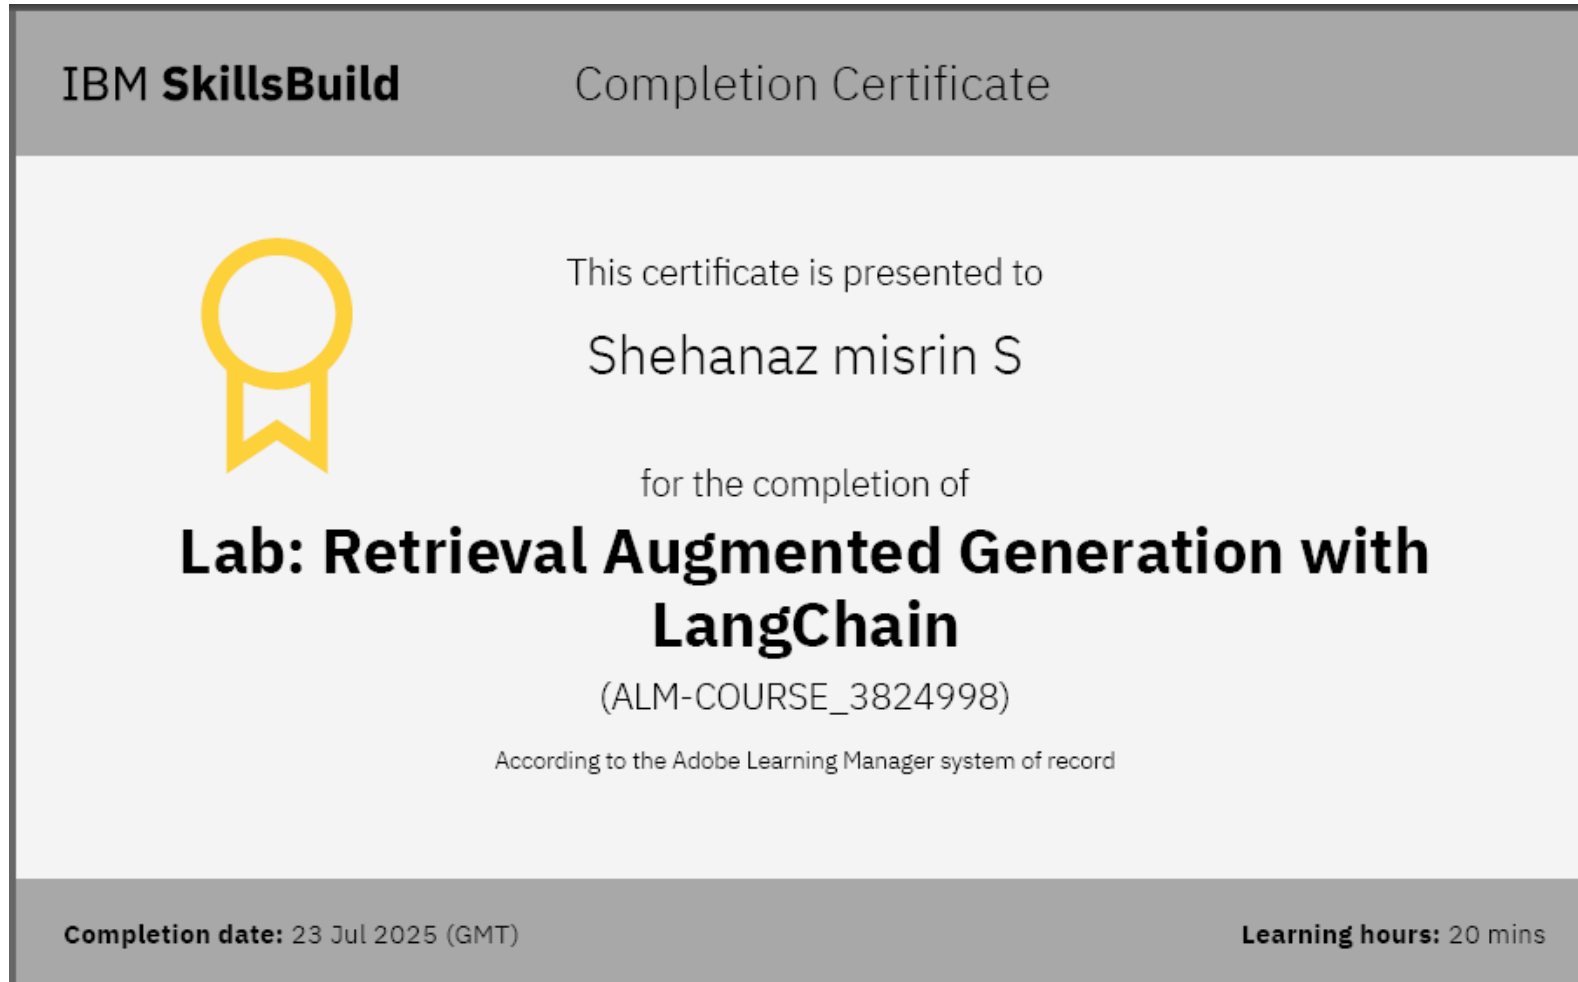 IBM SkillsBuild
Completion Certificate
This certificate is presented to
Shehanaz misrin S
for the completion of
Lab: Retrieval Augmented Generation with
LangChain
(ALM-COURSE_3824998)
According to the Adobe Learning Manager system of record
Completion date: 23 Jul 2025 (GMT)
Learning hours: 20 mins